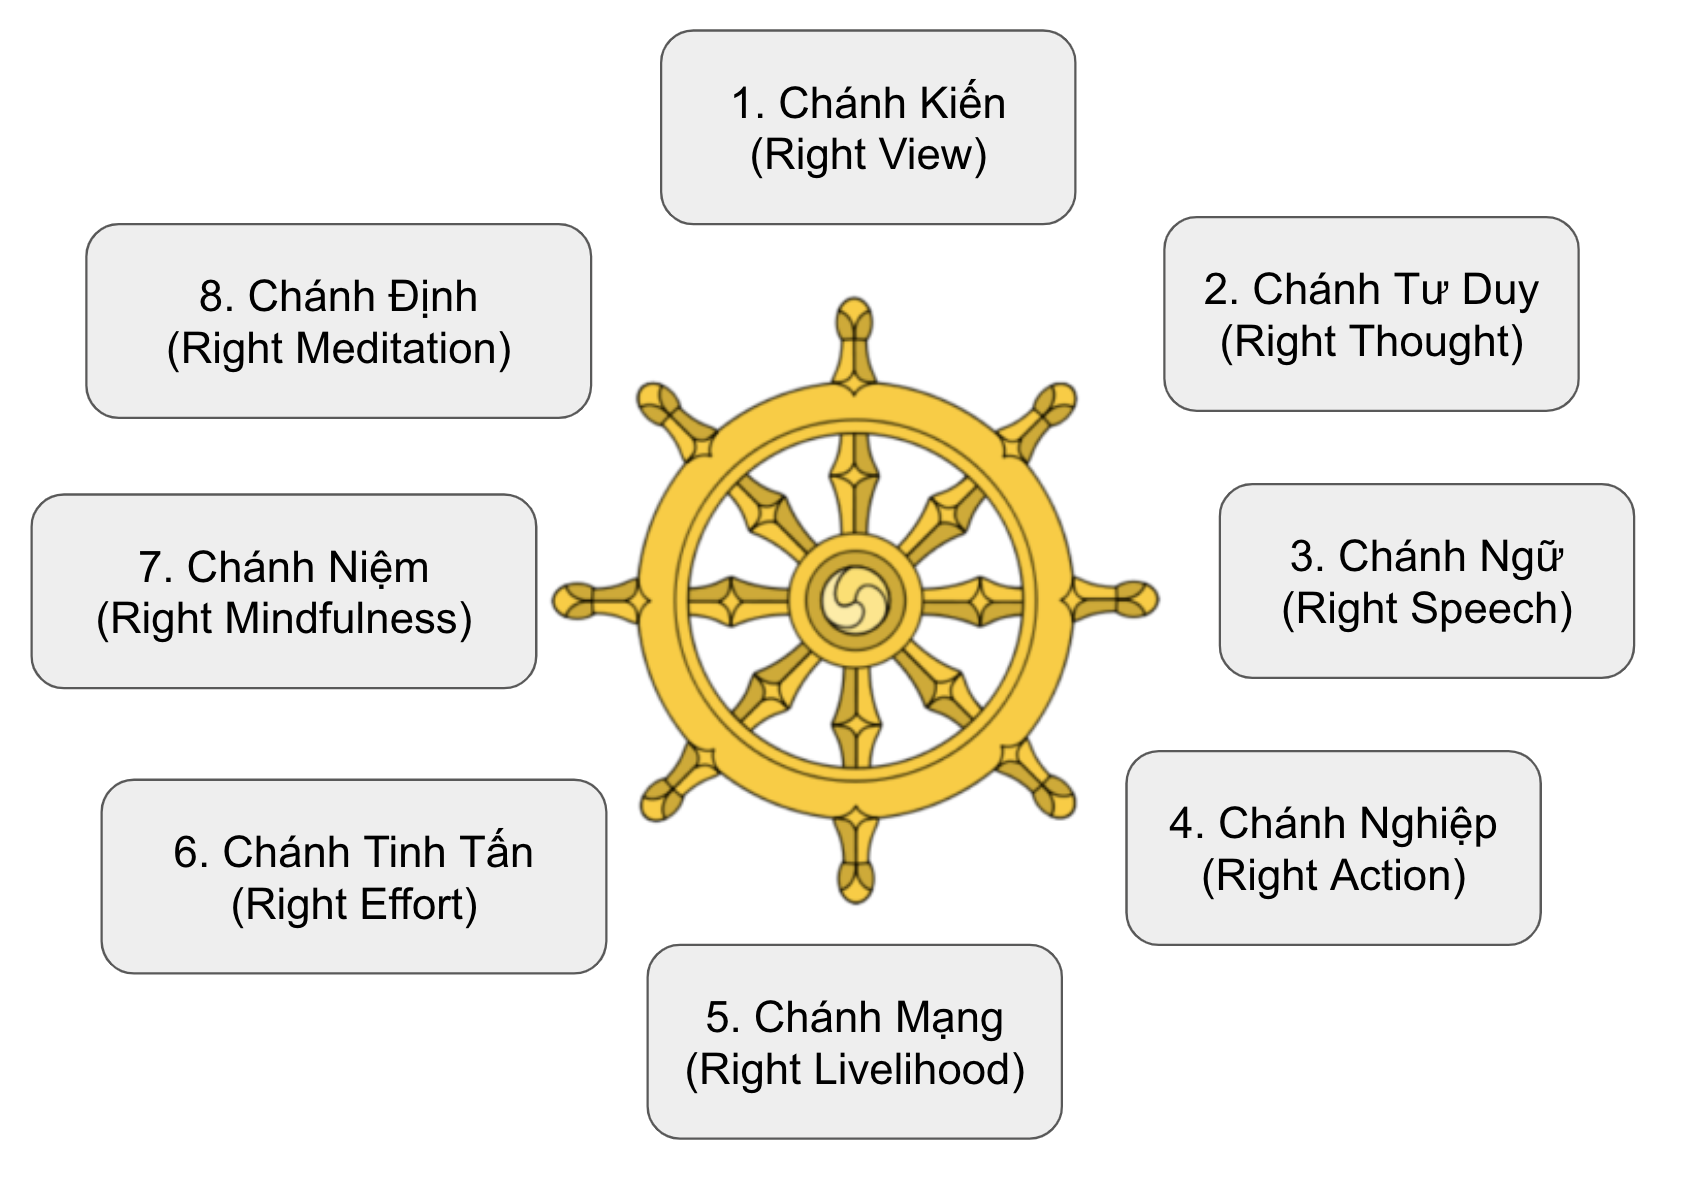 1. Chánh Kiến
(Right View)
2. Chánh Tư Duy
(Right Thought)
3. Chánh Ngữ
(Right Speech)
4. Chánh Nghiệp
(Right Action)
5. Chánh Mạng
(Right Livelihood)
6. Chánh Tinh Tấn
(Right Effort)
7. Chánh Niệm
(Right Mindfulness)
8. Chánh Định
(Right Meditation)